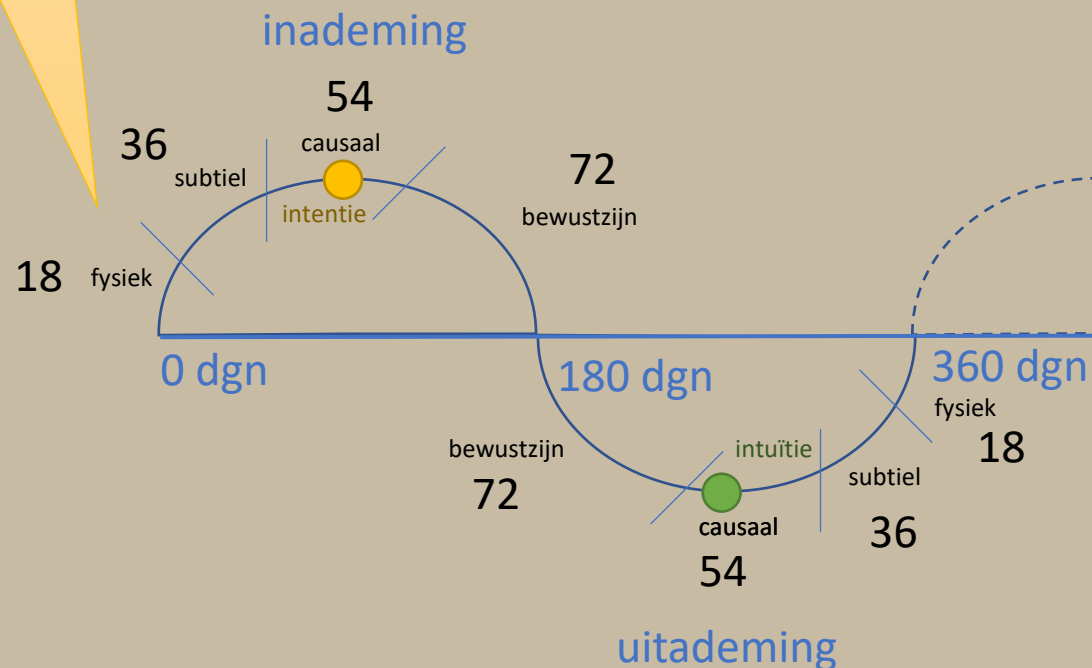 inademing
54
causaal
36
subtiel
intentie
72
bewustzijn
18 fysiek
0 dgn
180 dgn
360 dgn
fysiek
18
bewustzijn
72
intuïtie
subtiel
36
causaal
54
uitademing